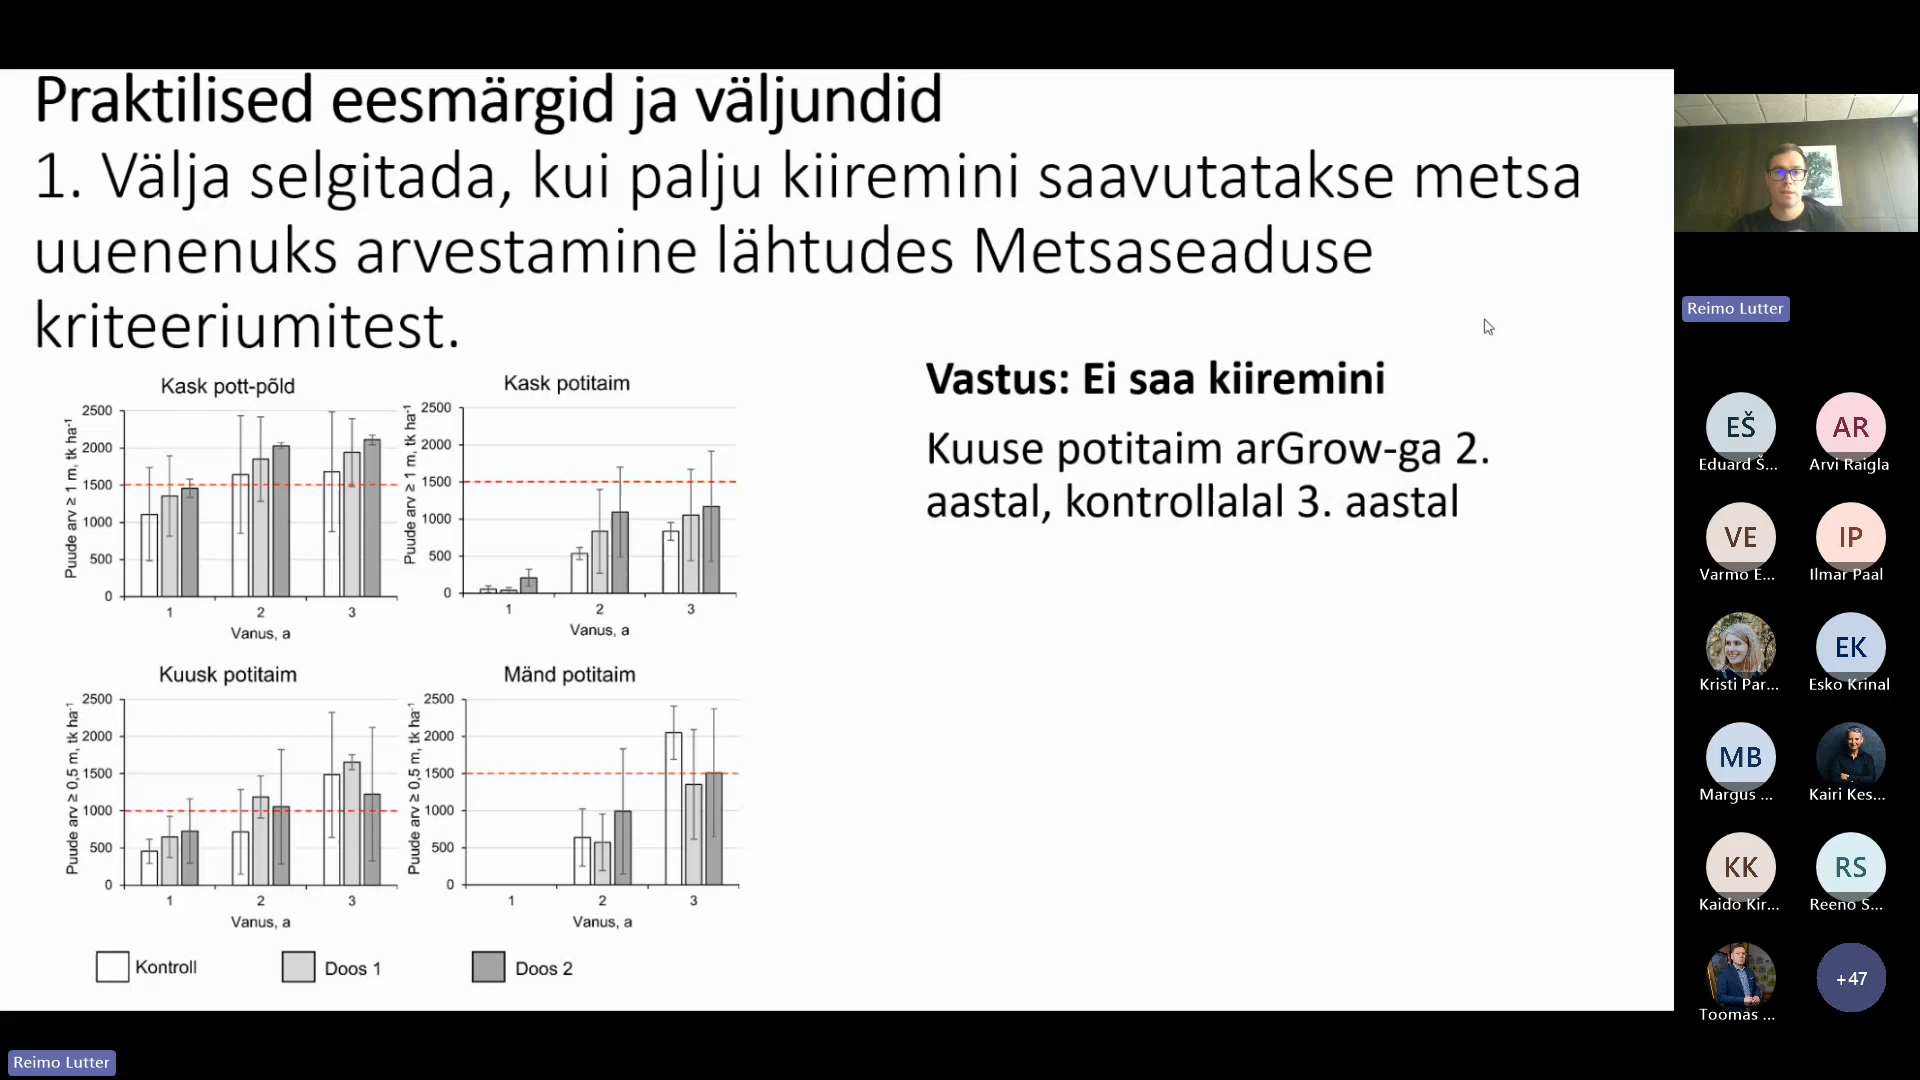 Praktilised eesmärgid ja väljundid
1. Välja selgitada, kui palju kiiremini saavutatakse metsa
uuenenuks arvestamine lähtudes Metsaseaduse
kriteeriumitest.
Vastus: Ei saa kiiremini
Kuuse potitaim arGrow-ga 2.
aastal, kontrollalal 3. aastal
Kask pott-põld
Puude arv ≥ 1 m, tk ha⁻¹
2500
2000
1500
1000
500
0
1 2 3
Vanus, a
Kask potitaim
Puude arv ≥ 1 m, tk ha⁻¹
2500
2000
1500
1000
500
0
1 2 3
Vanus, a
Kuusk potitaim
Puude arv ≥ 0,5 m, tk ha⁻¹
2500
2000
1500
1000
500
0
1 2 3
Vanus, a
Mänd potitaim
Puude arv ≥ 0,5 m, tk ha⁻¹
2500
2000
1500
1000
500
0
1 2 3
Vanus, a
Kontroll
Doos 1
Doos 2
Reimo Lutter
EŠ
Eduard Š...
AR
Arvi Raigla
VE
Varmo E...
IP
Ilmar Paal
Kristi Par...
EK
Esko Krinal
MB
Margus ...
Kairi Kes...
KK
Kaido Kir...
RS
Reeno S...
Toomas ...
+47
Reimo Lutter